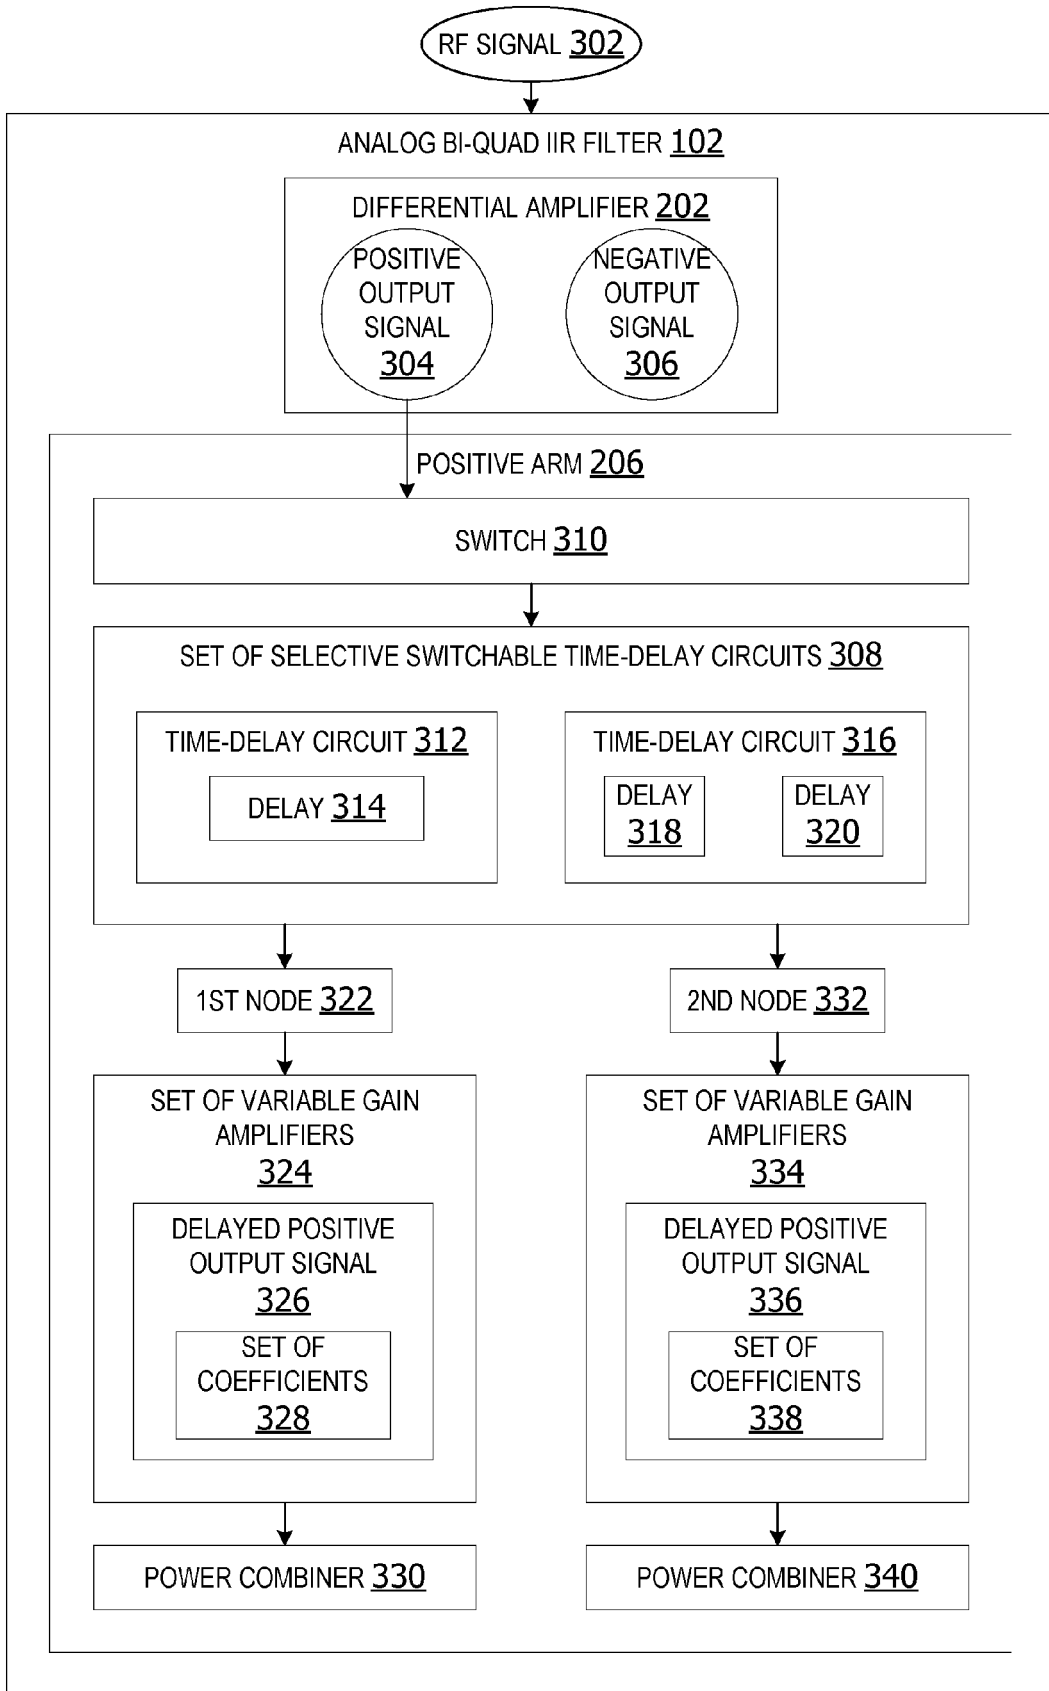 RF SIGNAL 302
ANALOG BI-QUAD IIR FILTER 102
DIFFERENTIAL AMPLIFIER 202
POSITIVE
OUTPUT
SIGNAL
304
NEGATIVE
OUTPUT
SIGNAL
306
POSITIVE ARM 206
SWITCH 310
SET OF SELECTIVE SWITCHABLE TIME-DELAY CIRCUITS 308
TIME-DELAY CIRCUIT 312
DELAY 314
TIME-DELAY CIRCUIT 316
DELAY
318
DELAY
320
1ST NODE 322
2ND NODE 332
SET OF VARIABLE GAIN
AMPLIFIERS
324
DELAYED POSITIVE
OUTPUT SIGNAL
326
SET OF
COEFFICIENTS
328
SET OF VARIABLE GAIN
AMPLIFIERS
334
DELAYED POSITIVE
OUTPUT SIGNAL
336
SET OF
COEFFICIENTS
338
POWER COMBINER 330
POWER COMBINER 340